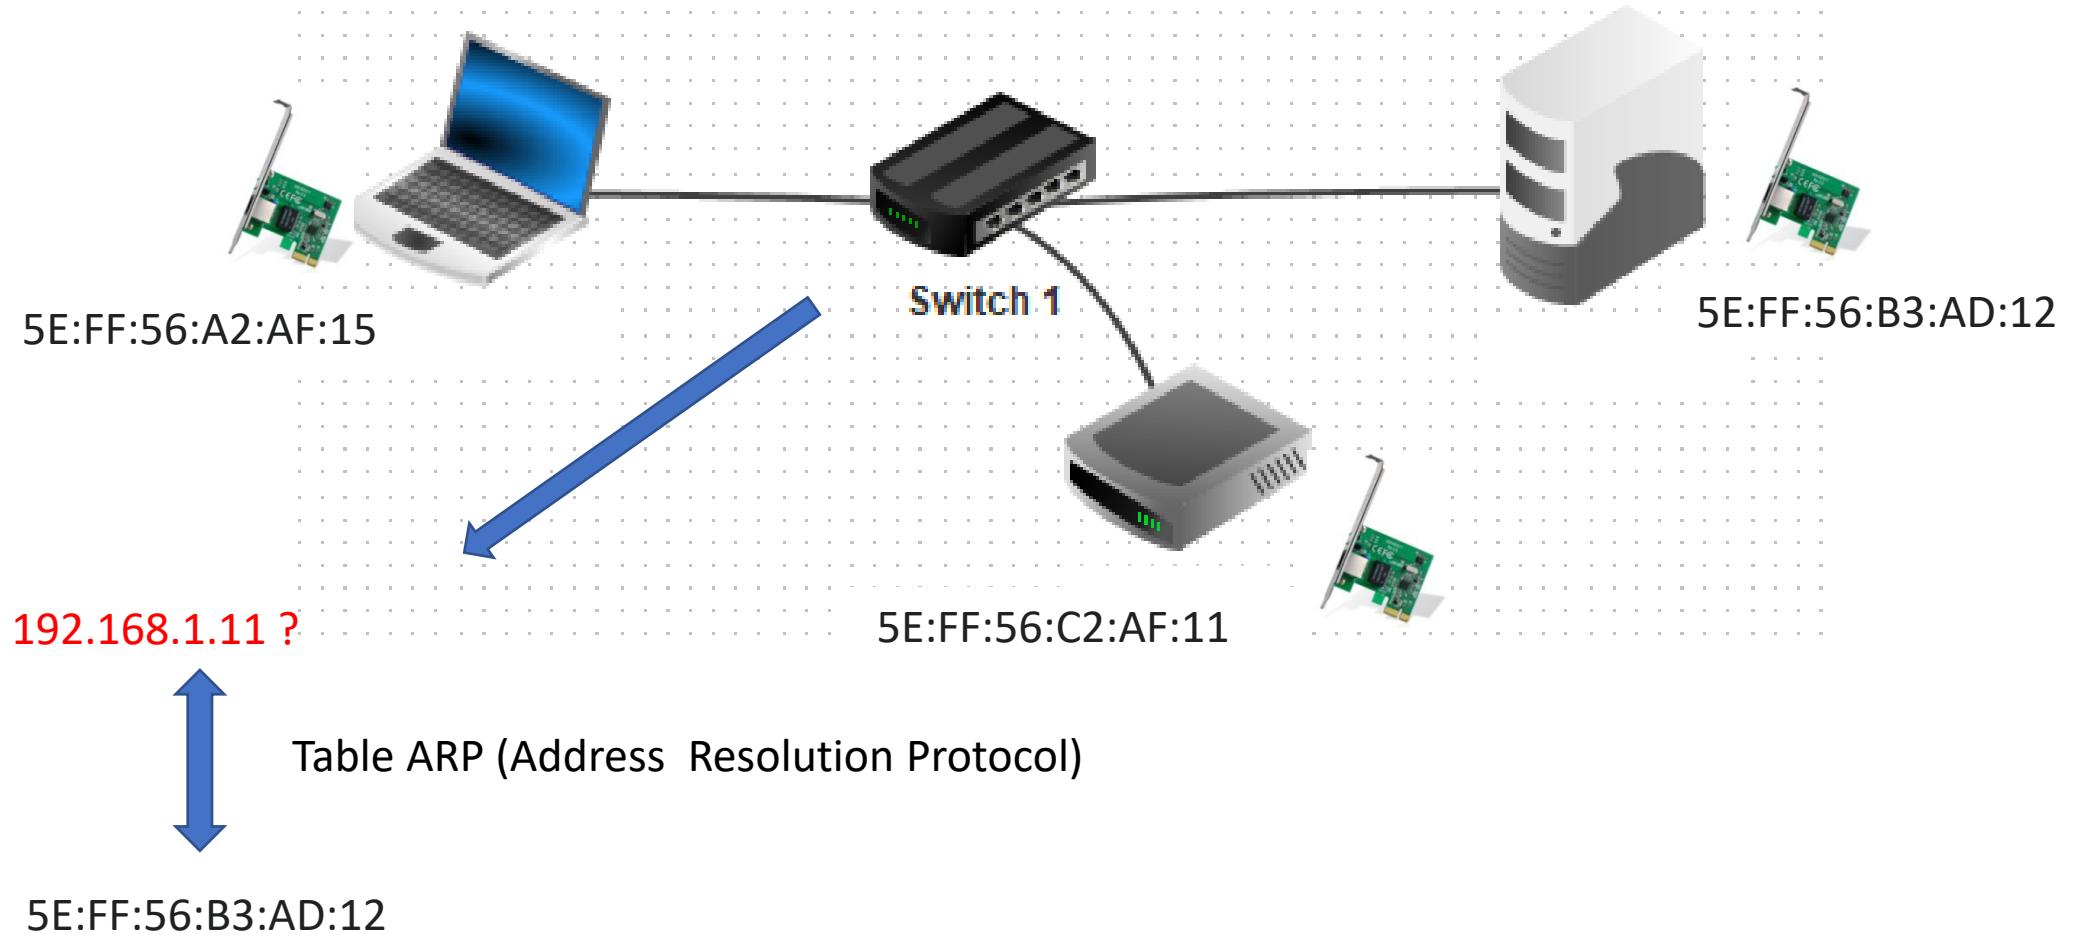 Switch 1
5E:FF:56:A2:AF:15
5E:FF:56:B3:AD:12
192.168.1.11 ?
5E:FF:56:C2:AF:11
Table ARP (Address  Resolution Protocol)
5E:FF:56:B3:AD:12